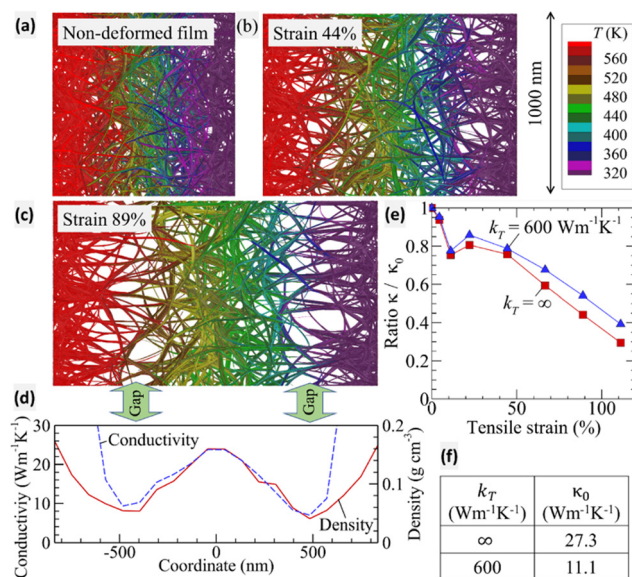 (a)
Non-deformed film
(b)
Strain 44%
1000 nm
T (K)
560
520
480
440
400
360
320
(c)
Strain 89%
(e)
1
0.8
0.6
0.4
0.2
0
0 50 100
Ratio κ / κ0
Tensile strain (%)
kT = 600 Wm-1K-1
kT = ∞
Gap
Gap
(d)
30
20
10
0
Conductiviy (Wm-1K-1)
Conductivity
Density
0.2
0.1
0
Density (g cm-3)
-500 0 500
Coordinate (nm)
(f)
kT κ0
(Wm-1K-1) (Wm-1K-1)
∞ 27.3
600 11.1